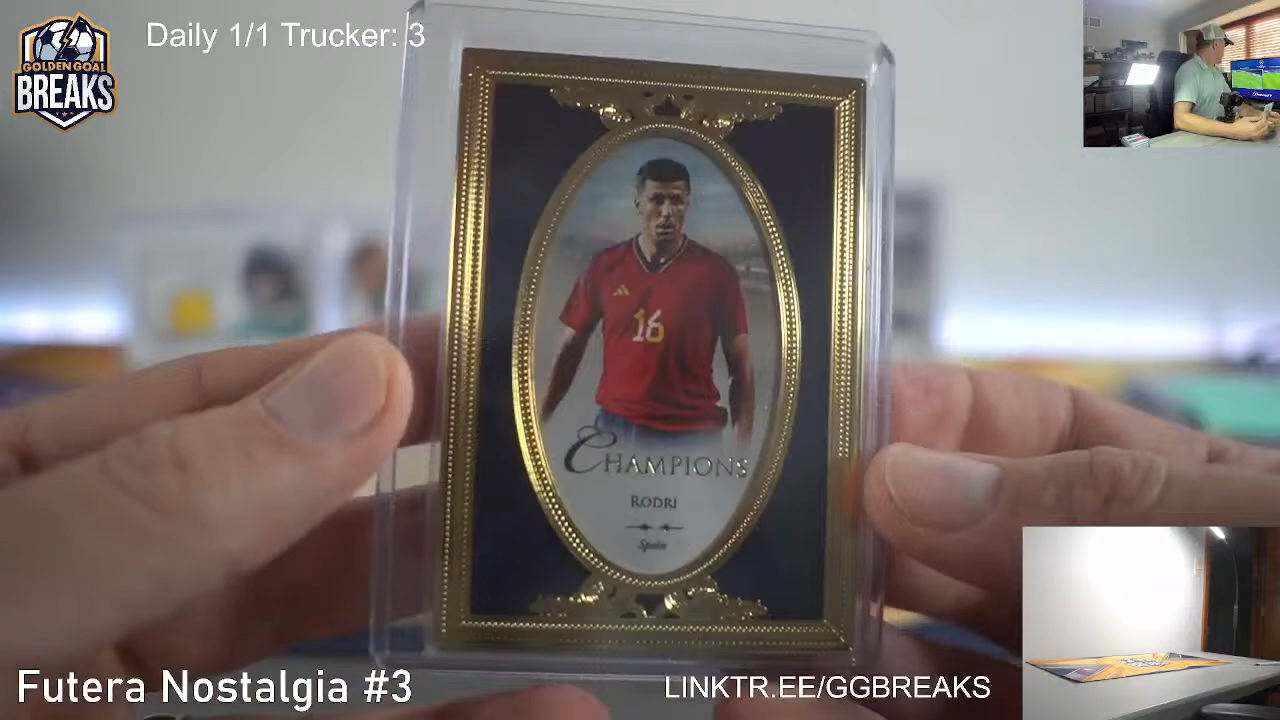 GOLDEN GOAL
BREAKS
Daily 1/1 Trucker: 3
16
CHAMPIONS
RODRI
Spain
Futera Nostalgia #3
LINKTR.EE/GGBREAKS